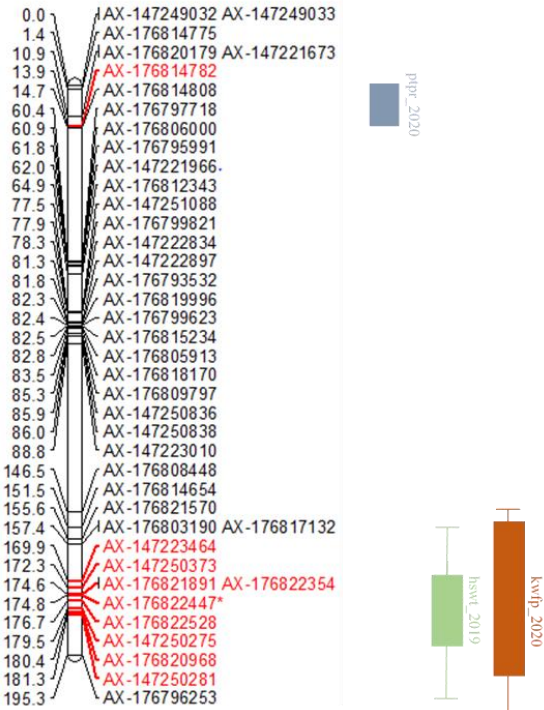 0.0 AX-147249032 AX-147249033
1.4 AX-176814775
10.9 AX-176820179 AX-147221673
13.9 AX-176814782
14.7 AX-176814808
60.4 AX-176797718
60.9 AX-176806000
61.8 AX-176795991
62.0 AX-147221966.
64.9 AX-176812343
77.5 AX-147251088
77.9 AX-176799821
78.3 AX-147222834
81.3 AX-147222897
81.8 AX-176793532
82.3 AX-176819996
82.4 AX-176799623
82.5 AX-176815234
82.8 AX-176805913
83.5 AX-176818170
85.3 AX-176809797
85.9 AX-147250836
86.0 AX-147250838
88.8 AX-147223010
146.5 AX-176808448
151.5 AX-176814654
155.6 AX-176821570
157.4 AX-176803190 AX-176817132
169.9 AX-147223464
172.3 AX-147250373
174.6 AX-176821891 AX-176822354
174.8 AX-176822447*
176.7 AX-176822528
179.5 AX-147250275
180.4 AX-176820968
181.3 AX-147250281
195.3 AX-176796253
ptpr_2020
hswt_2019
kwfp_2020